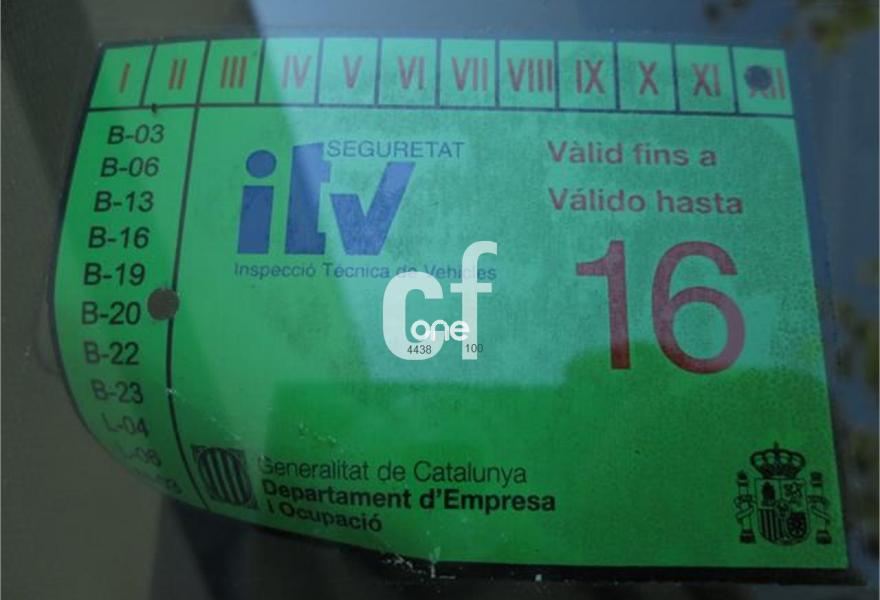 I II III IV V VI VII VIII IX X XI XII
B-03
B-06
B-13
B-16
B-19
B-20
B-22
B-23
L-04
L-06
itv SEGURETAT
Inspecció Tècnica de Vehicles
Vàlid fins a
Válido hasta
16
cf
one
4438 100
Generalitat de Catalunya
Departament d'Empresa
i Ocupació